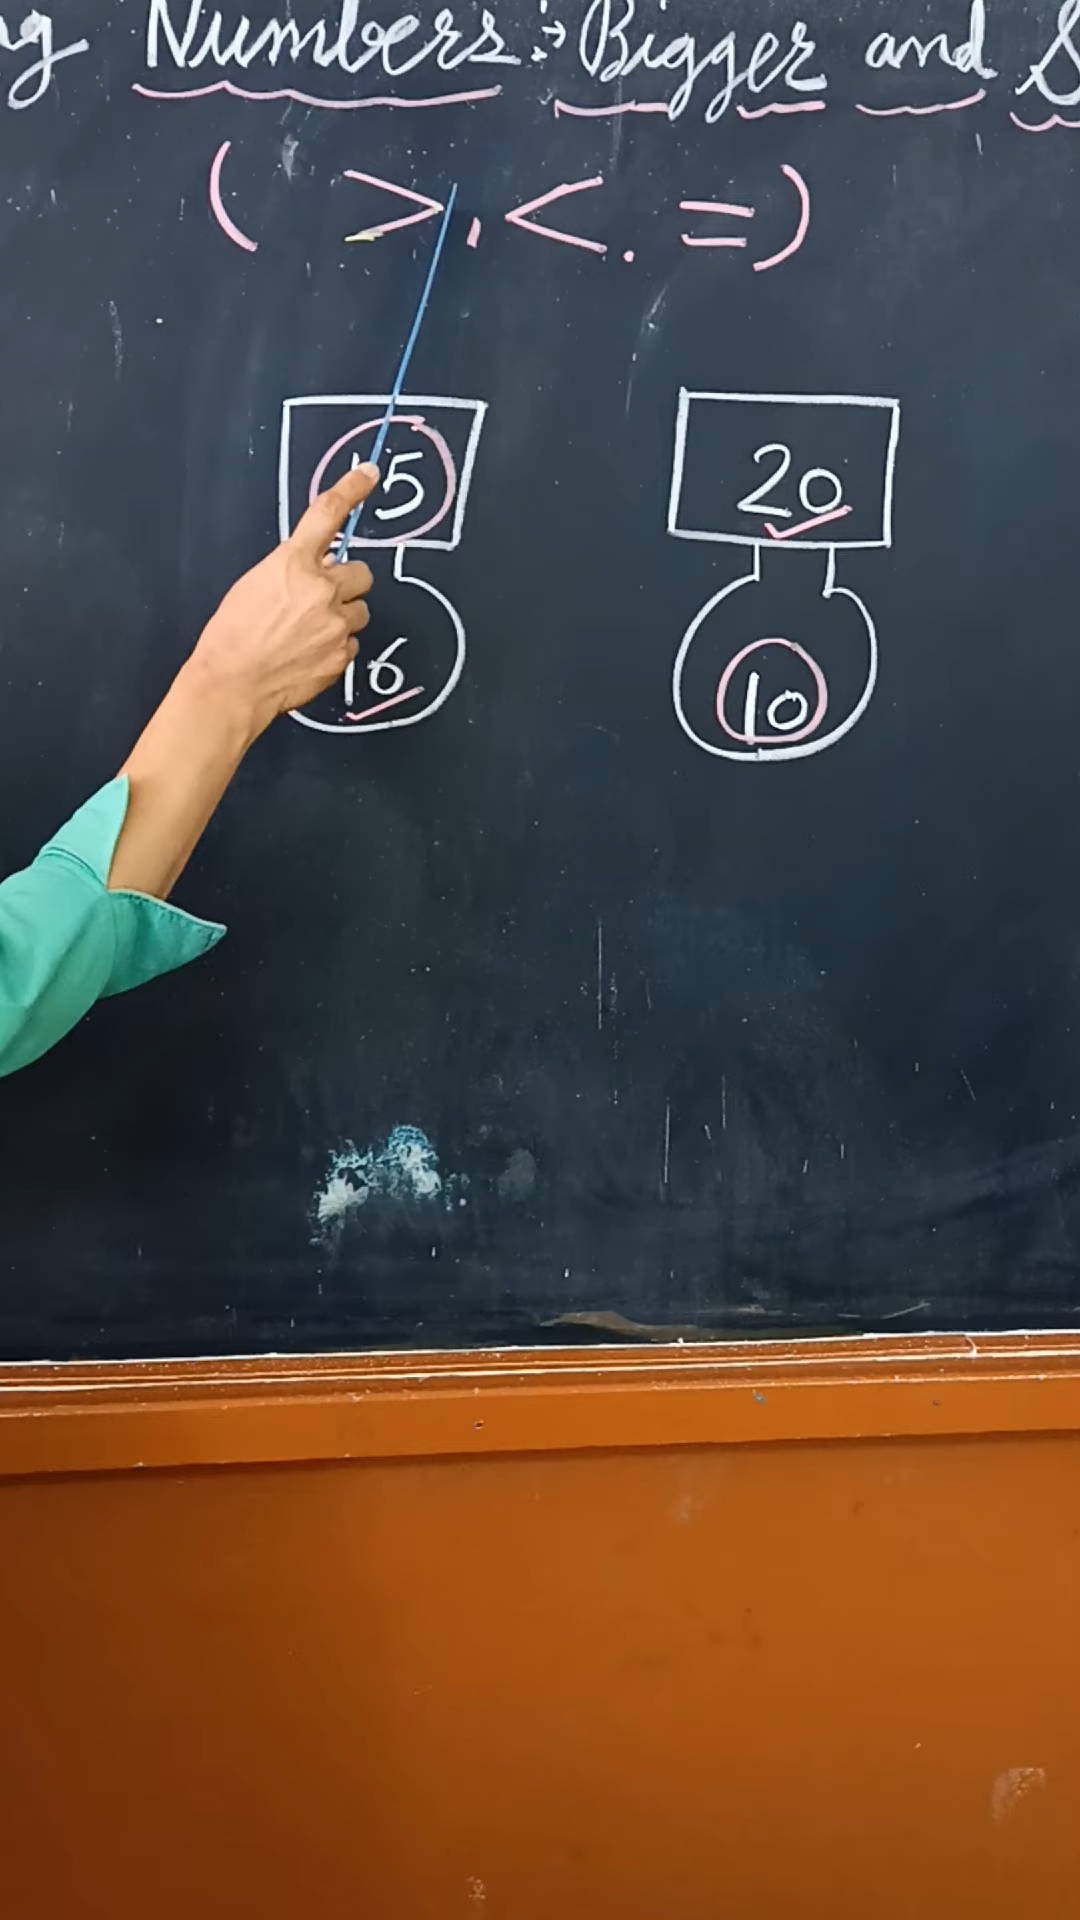 Numbers :→ Bigger and
( >, <. = )
15 20
16 10